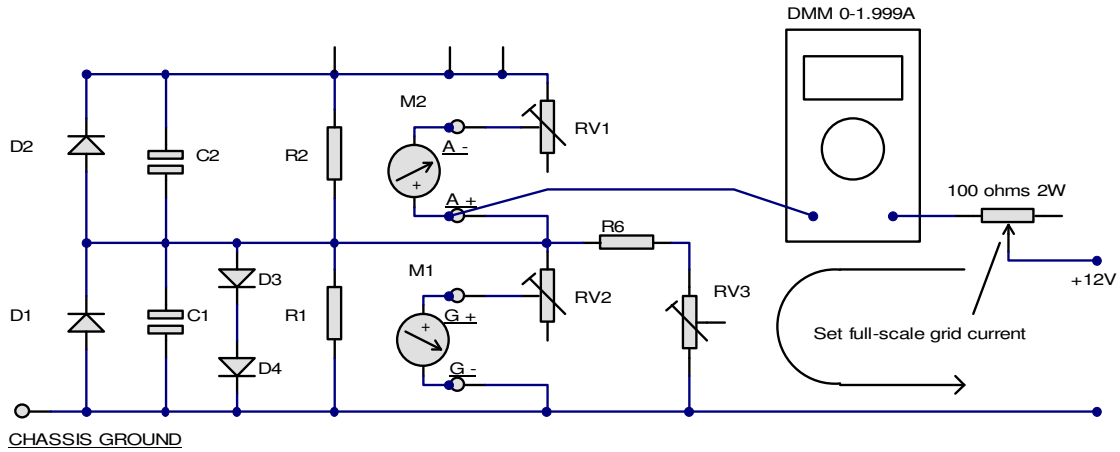 DMM 0-1.999A
M2
D2
C2
R2
A -
RV1
A +
100 ohms 2W
R6
+12V
M1
D3
RV3
D1
C1
R1
G +
RV2
Set full-scale grid current
D4
G -
CHASSIS GROUND
+
+